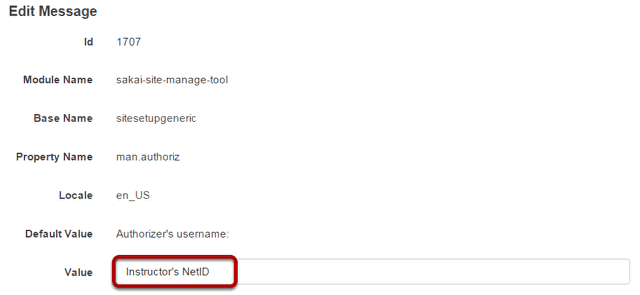 Edit Message
Id 1707
Module Name sakai-site-manage-tool
Base Name sitesetupgeneric
Property Name man.authoriz
Locale en_US
Default Value Authorizer's username:
Value Instructor's NetID